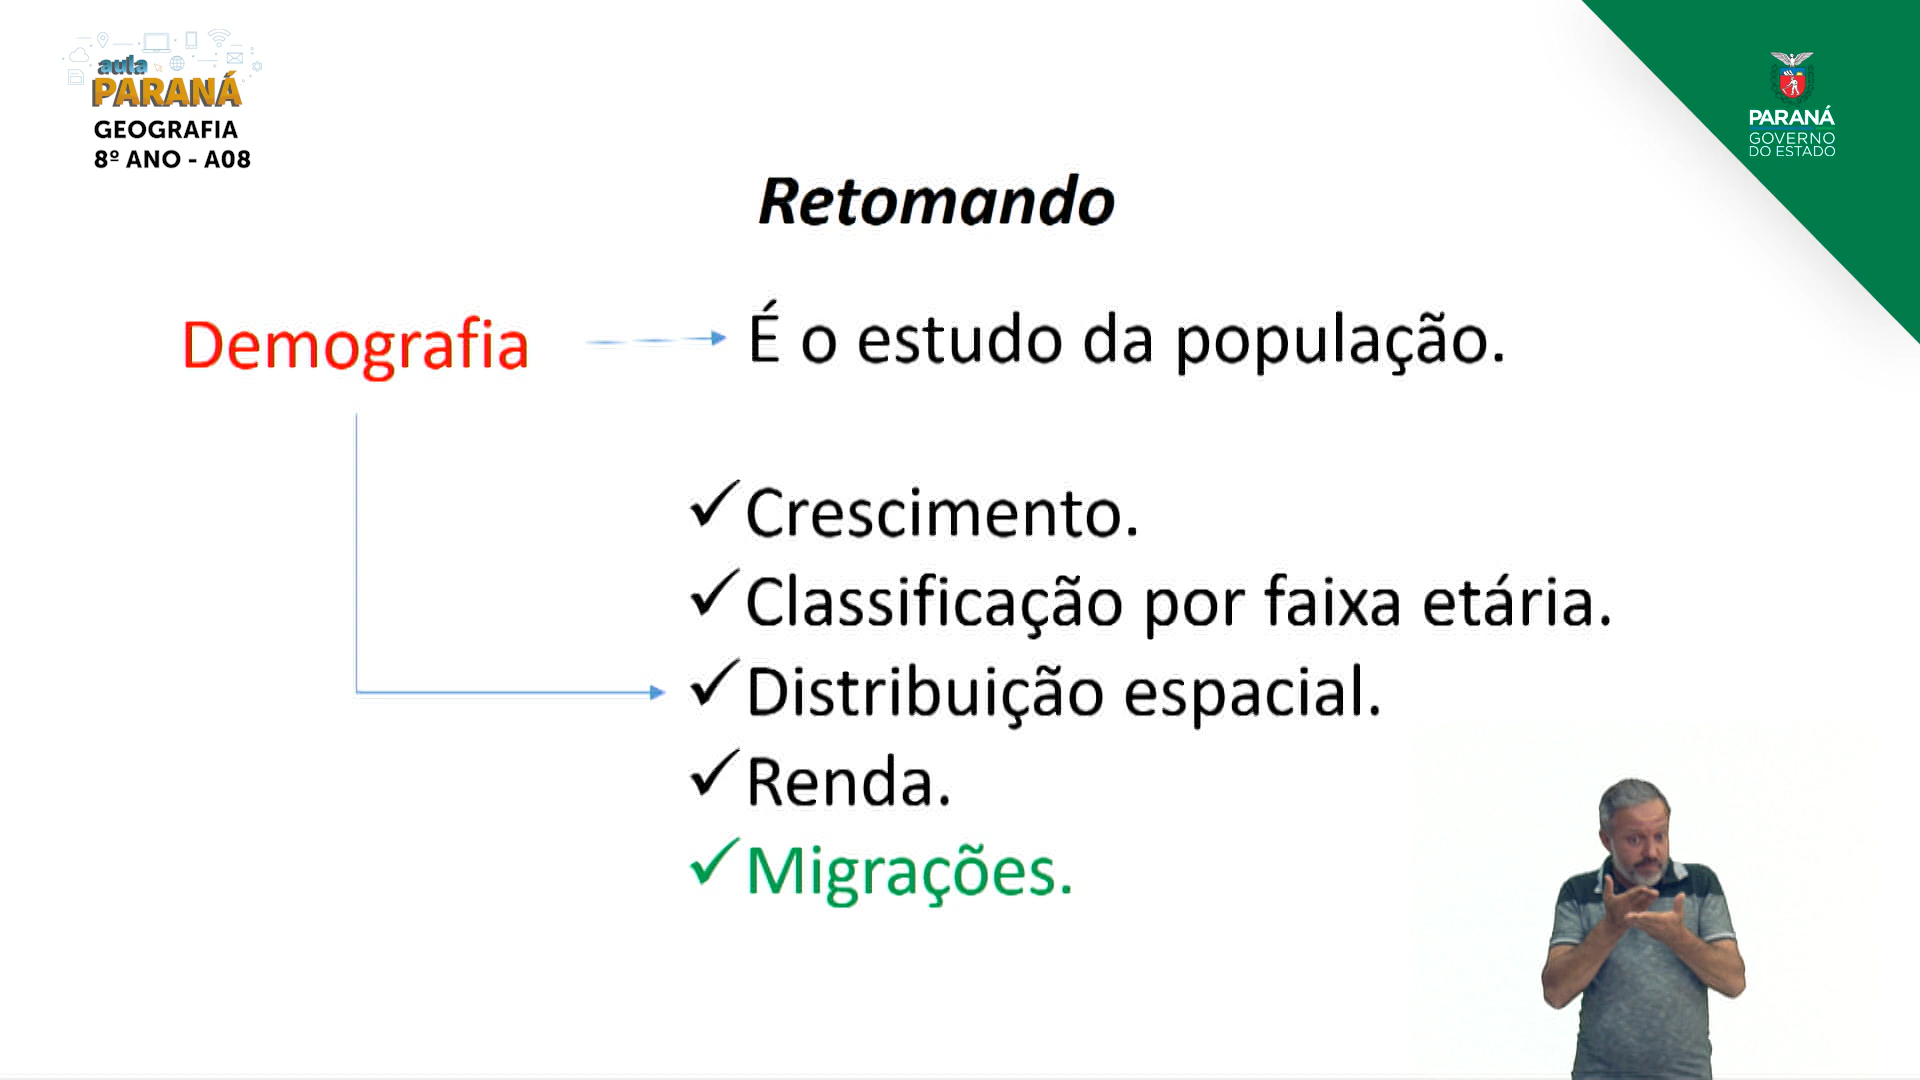 aula
PARANÁ
GEOGRAFIA
8º ANO - A08
PARANÁ
GOVERNO
DO ESTADO
Retomando
Demografia
É o estudo da população.
✓Crescimento.
✓Classificação por faixa etária.
✓Distribuição espacial.
✓Renda.
✓Migrações.